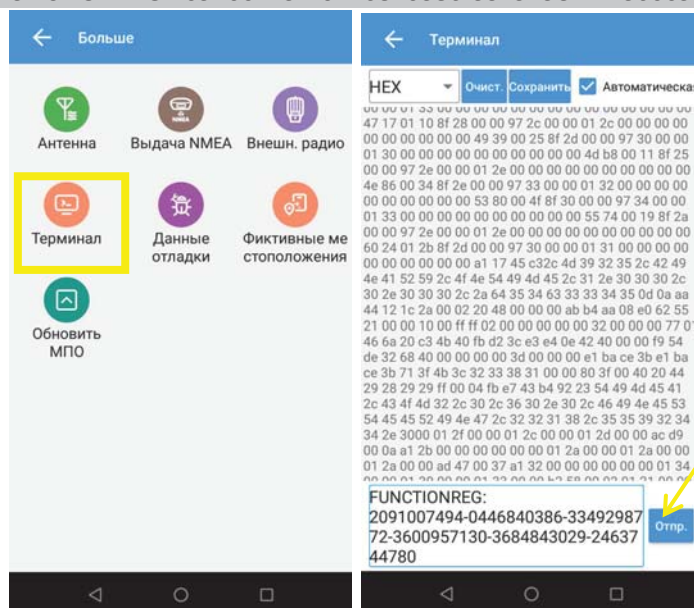 Больше
Антенна
Выдача NMEA
Внешн. радио
Терминал
Данные
отладки
Фиктивные ме
стоположения
Обновить
МПО
Терминал
HEX
Очист.
Сохранить
Автоматическа
47 17 01 10 8f 28 00 00 97 2c 00 00 01 2c 00 00 00 00
00 00 00 00 00 00 49 39 00 25 8f 2d 00 00 97 30 00 00
01 30 00 00 00 00 00 00 00 00 00 00 4d b8 00 11 8f 25
00 00 97 2e 00 00 01 2e 00 00 00 00 00 00 00 00 00 00
4e 86 00 34 8f 2e 00 00 97 33 00 00 01 32 00 00 00 00
00 00 00 00 00 00 53 80 00 4f 8f 30 00 00 97 34 00 00
01 33 00 00 00 00 00 00 00 00 00 00 55 74 00 19 8f 2a
00 00 97 2e 00 00 01 2e 00 00 00 00 00 00 00 00 00 00
60 24 01 2b 8f 2d 00 00 97 30 00 00 01 31 00 00 00 00
00 00 00 00 00 00 a1 17 45 c32c 4d 39 32 35 2c 42 49
4e 41 52 59 2c 4f 4e 54 49 4d 45 2c 31 2e 30 30 30 2c
30 2e 30 30 30 2c 2a 64 35 34 63 33 33 34 35 0d 0a aa
44 12 1c 2a 00 02 20 48 00 00 00 00 ab b4 aa 08 e0 62 55
21 00 00 10 00 ff ff 02 00 00 00 00 00 32 00 00 00 77 01
46 6a 20 c3 4b 40 fb d2 3c e3 e4 0e 42 40 00 00 f9 54
de 32 68 40 00 00 00 00 3d 00 00 00 e1 ba ce 3b e1 ba
ce 3b 71 3f 4b 3c 32 33 38 31 00 00 80 3f 00 40 20 44
29 28 29 29 ff 00 04 fb e7 43 b4 92 23 54 49 4d 45 41
2c 43 4f 4d 32 2c 30 2c 36 30 2e 30 2c 46 49 4e 45 53
54 45 45 52 49 4e 47 2c 32 32 31 38 2c 35 35 39 32 34
34 2e 3000 01 2f 00 00 01 2c 00 00 01 2d 00 00 ac d9
00 0a a1 2b 00 00 00 00 00 00 01 2a 00 00 01 2a 00 00
01 2a 00 00 ad 47 00 37 a1 32 00 00 00 00 00 00 01 34
FUNCTIONREG:
2091007494-0446840386-33492987
72-3600957130-3684843029-24637
44780
Отпр.